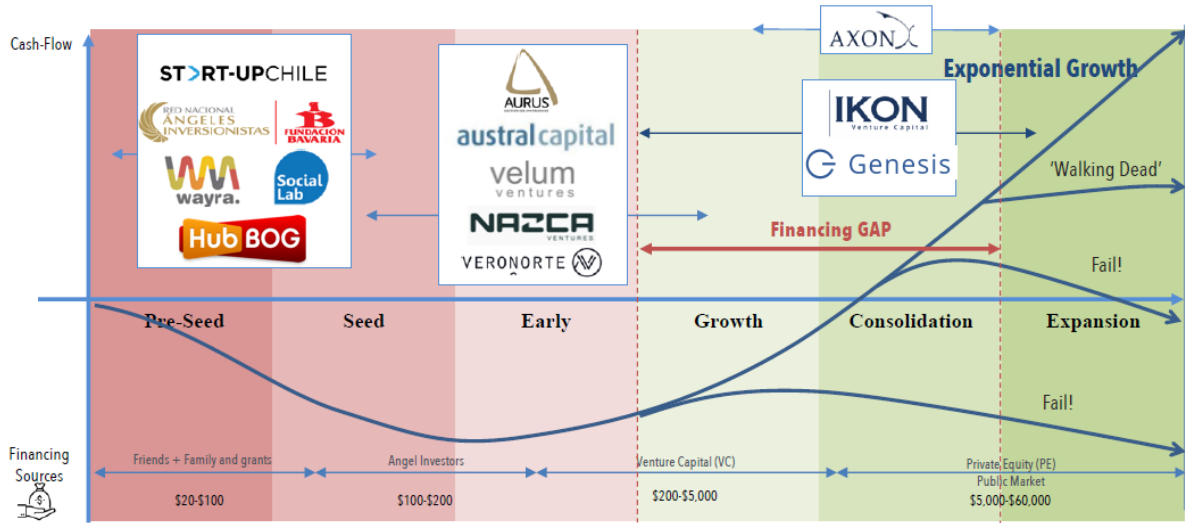 Cash-Flow
START-UPCHILE
RED NACIONAL
ÁNGELES
INVERSIONISTAS
FUNDACION
BAVARIA
wayra.
Social
Lab
HubBOG
AURUS
australcapital
velum
ventures
NAZCA
VENTURES
VERONORTE
AXON
Exponential Growth
IKON
Venture Capital
Genesis
'Walking Dead'
Financing GAP
Fail!
Pre-Seed
Seed
Early
Growth
Consolidation
Expansion
Fail!
Financing
Sources
Friends + Family and grants
Angel Investors
Venture Capital (VC)
Private Equity (PE)
Public Market
$20-$100
$100-$200
$200-$5,000
$5,000-$60,000